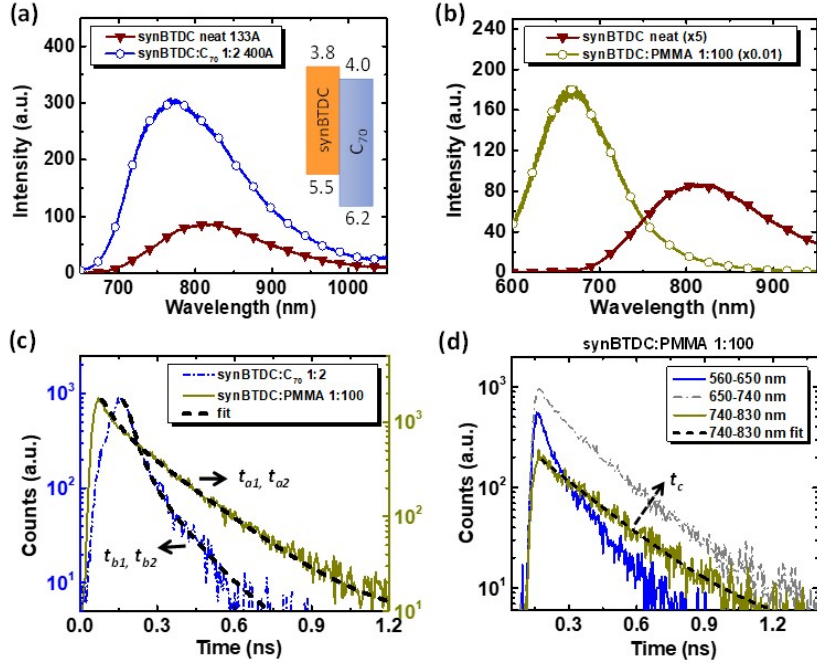 (a)
synBTDC neat 133A
synBTDC:C₇₀ 1:2 400A
400
300
200
100
0
3.8
4.0
synBTDC
C₇₀
5.5
6.2
700 800 900 1000
Intensity (a.u.)
Wavelength (nm)
(b)
synBTDC neat (x5)
synBTDC:PMMA 1:100 (x0.01)
240
200
160
120
80
40
0
600 700 800 900
Intensity (a.u.)
Wavelength (nm)
(c)
synBTDC:C₇₀ 1:2
synBTDC:PMMA 1:100
fit
10³
10²
10¹
10³
10²
10¹
tₐ₁, tₐ₂
t_b1, t_b2
0.0 0.3 0.6 0.9 1.2
Counts (a.u.)
Time (ns)
(d)
synBTDC:PMMA 1:100
560-650 nm
650-740 nm
740-830 nm
740-830 nm fit
10³
10²
10¹
t_c
0.3 0.6 0.9 1.2
Counts (a.u.)
Time (ns)